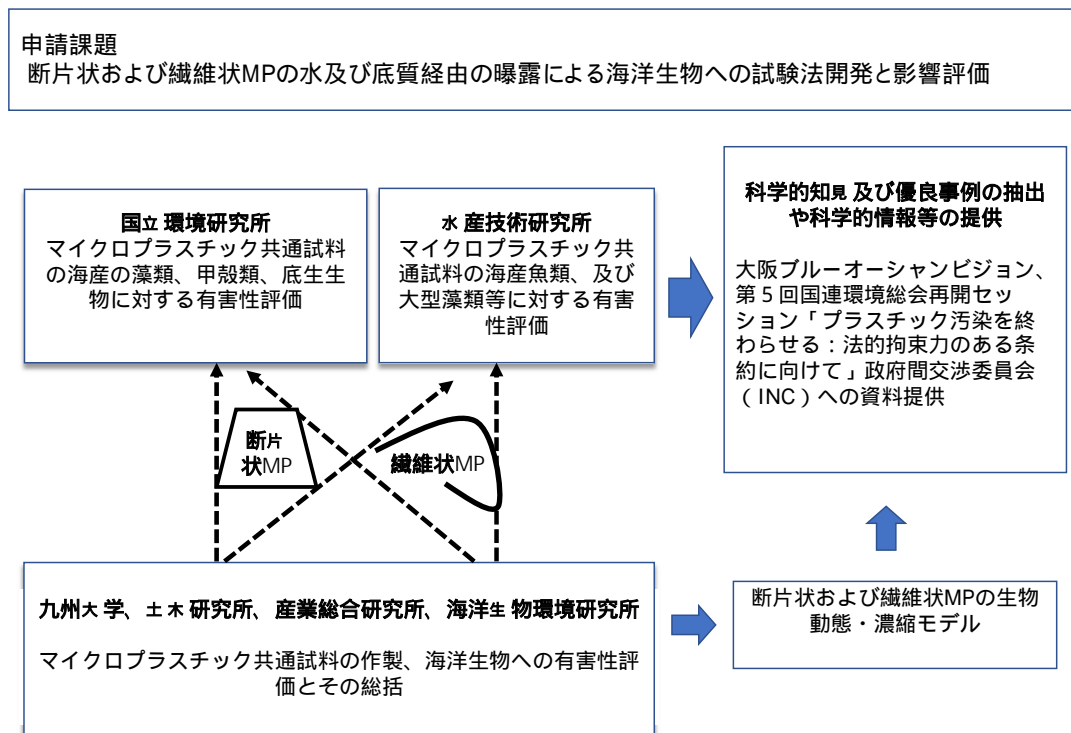 申請課題
断片状および繊維状MPの水及び底質経由の曝露による海洋生物への試験法開発と影響評価
国立環境研究所
マイクロプラスチック共通試料
の海産の藻類、甲殻類、底生生
物に対する有害性評価
水産技術研究所
マイクロプラスチック共
通試料の海産魚類、及び
大型藻類等に対する有害
性評価
科学的知見及び優良事例の抽出
や科学的情報等の提供
大阪ブルーオーシャンビジョン、
第５回国連環境総会再開セッ
ション「プラスチック汚染を終
わらせる：法的拘束力のある条
約に向けて」政府間交渉委員会
（INC）への資料提供
断片
状MP
繊維状MP
九州大学、土木研究所、産業総合研究所、海洋生物環境研究所
マイクロプラスチック共通試料の作製、海洋生物への有害性評
価とその総括
断片状および繊維状MPの生物
動態・濃縮モデル